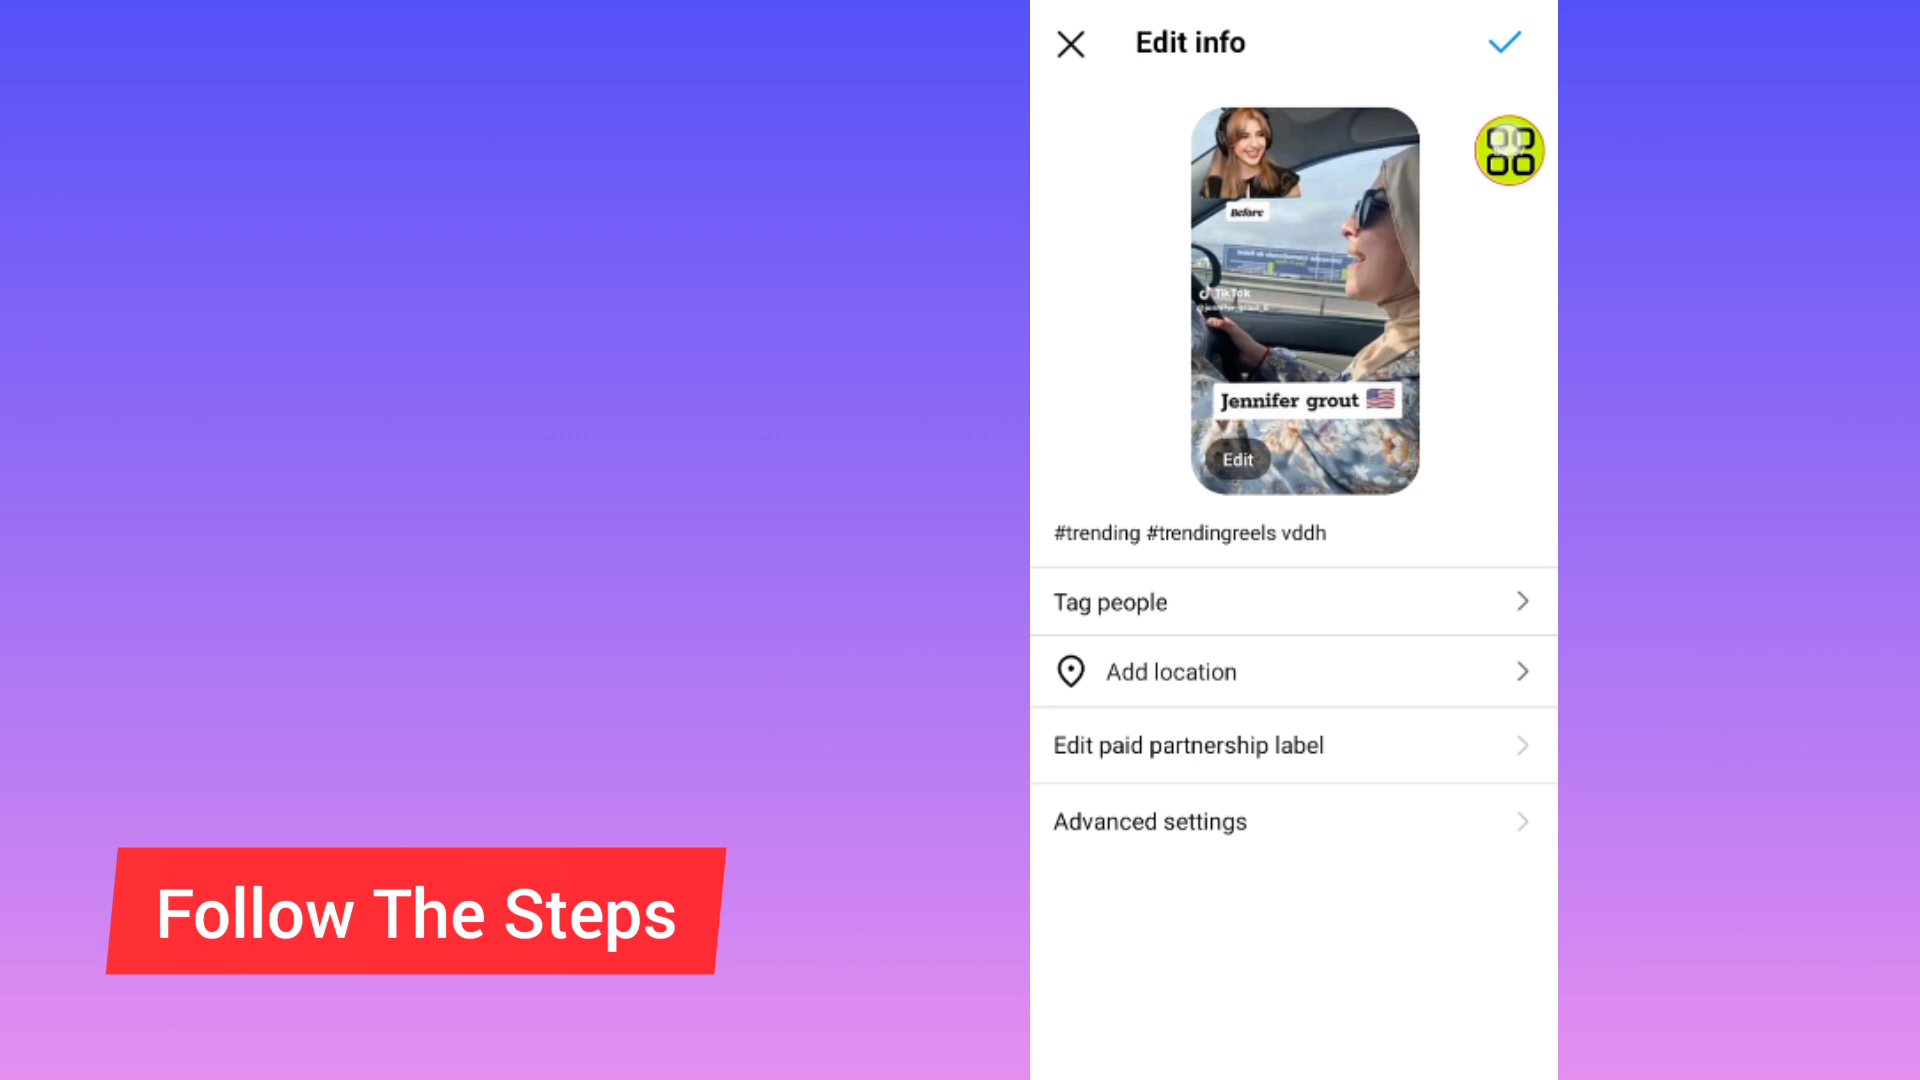 Edit info
Before
TikTok
Jennifer grout 🇺🇸
Edit
#trending #trendingreels vddh
Tag people
Add location
Edit paid partnership label
Advanced settings
Follow The Steps